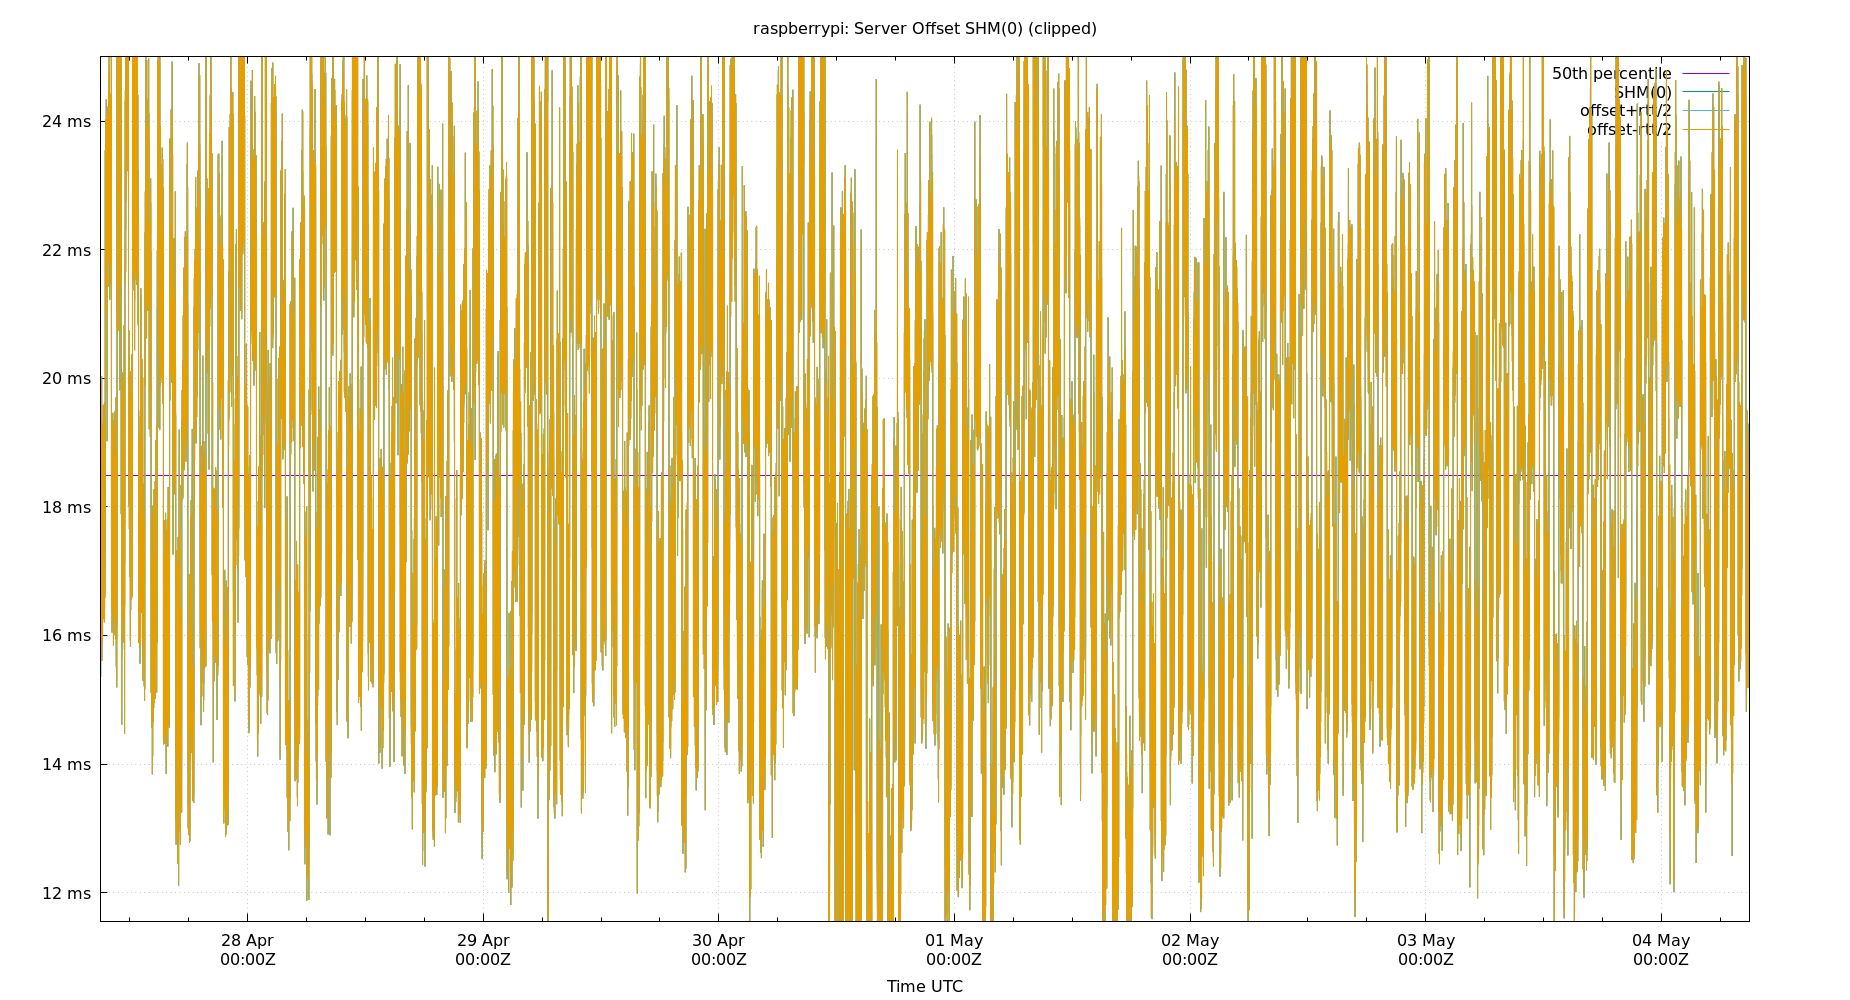 raspberrypi: Server Offset SHM(0) (clipped)
50th percentile
SHM(0)
offset+rtt/2
offset-rtt/2
24 ms
22 ms
20 ms
18 ms
16 ms
14 ms
12 ms
28 Apr
00:00Z
29 Apr
00:00Z
30 Apr
00:00Z
01 May
00:00Z
02 May
00:00Z
03 May
00:00Z
04 May
00:00Z
Time UTC